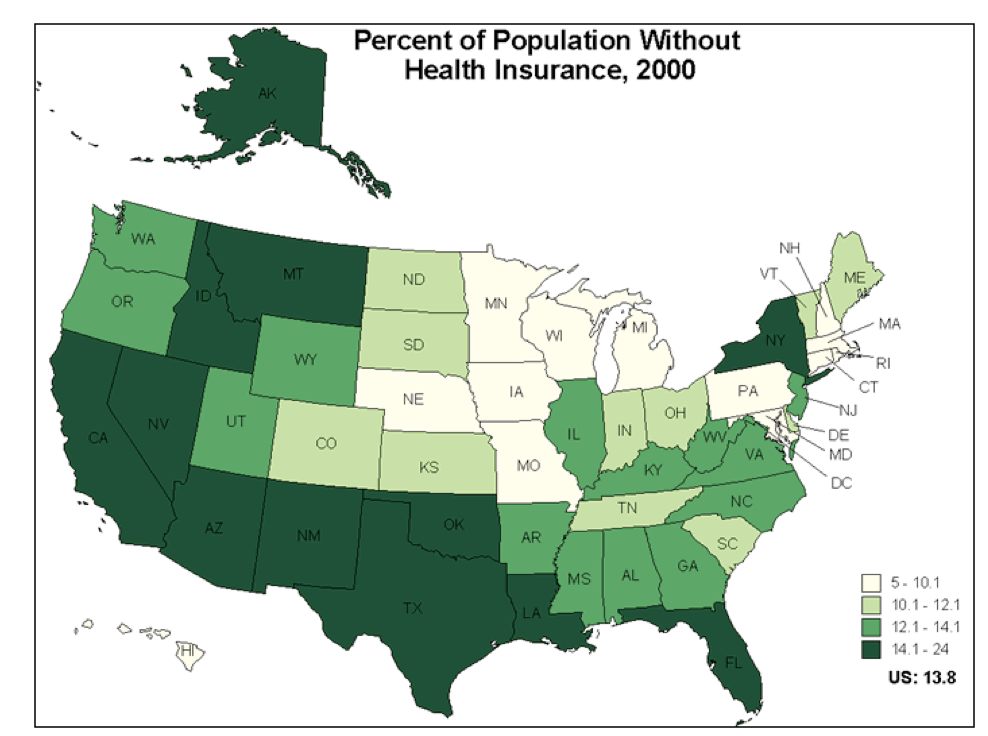 Percent of Population Without
Health Insurance, 2000
AK
WA
MT
ND
MN
NH
VT
ME
OR
ID
SD
WI
MI
NY
MA
RI
CT
WY
NE
IA
PA
NJ
NV
UT
CO
IL
IN
OH
DE
MD
DC
CA
KS
MO
WV
VA
KY
AZ
NM
OK
AR
TN
NC
SC
MS
AL
GA
TX
LA
FL
HI
5 - 10.1
10.1 - 12.1
12.1 - 14.1
14.1 - 24
US: 13.8